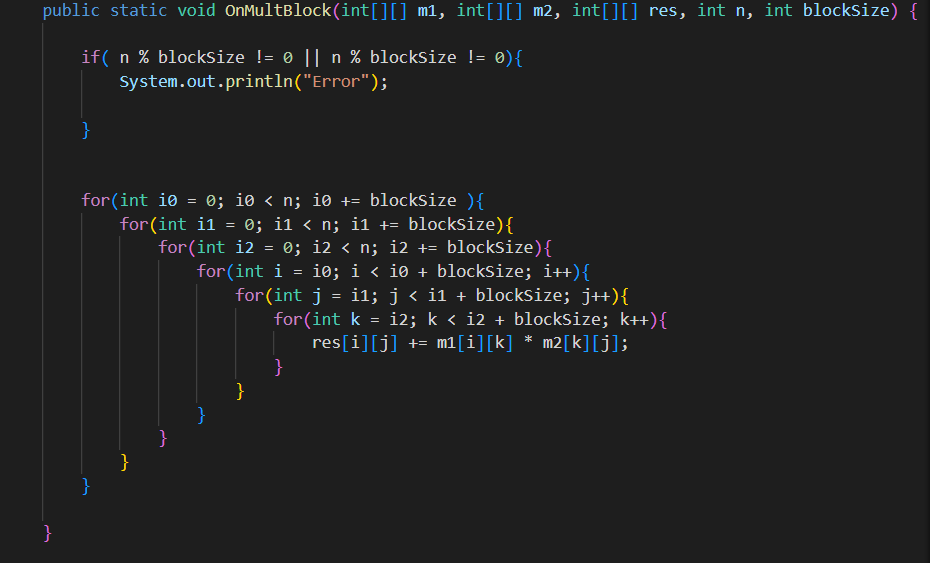 public static void OnMultBlock(int[][] m1, int[][] m2, int[][] res, int n, int blockSize) {
if( n % blockSize != 0 || n % blockSize != 0){
System.out.println("Error");
}
for(int i0 = 0; i0 < n; i0 += blockSize ){
for(int i1 = 0; i1 < n; i1 += blockSize){
for(int i2 = 0; i2 < n; i2 += blockSize){
for(int i = i0; i < i0 + blockSize; i++){
for(int j = i1; j < i1 + blockSize; j++){
for(int k = i2; k < i2 + blockSize; k++){
res[i][j] += m1[i][k] * m2[k][j];
}
}
}
}
}
}
}